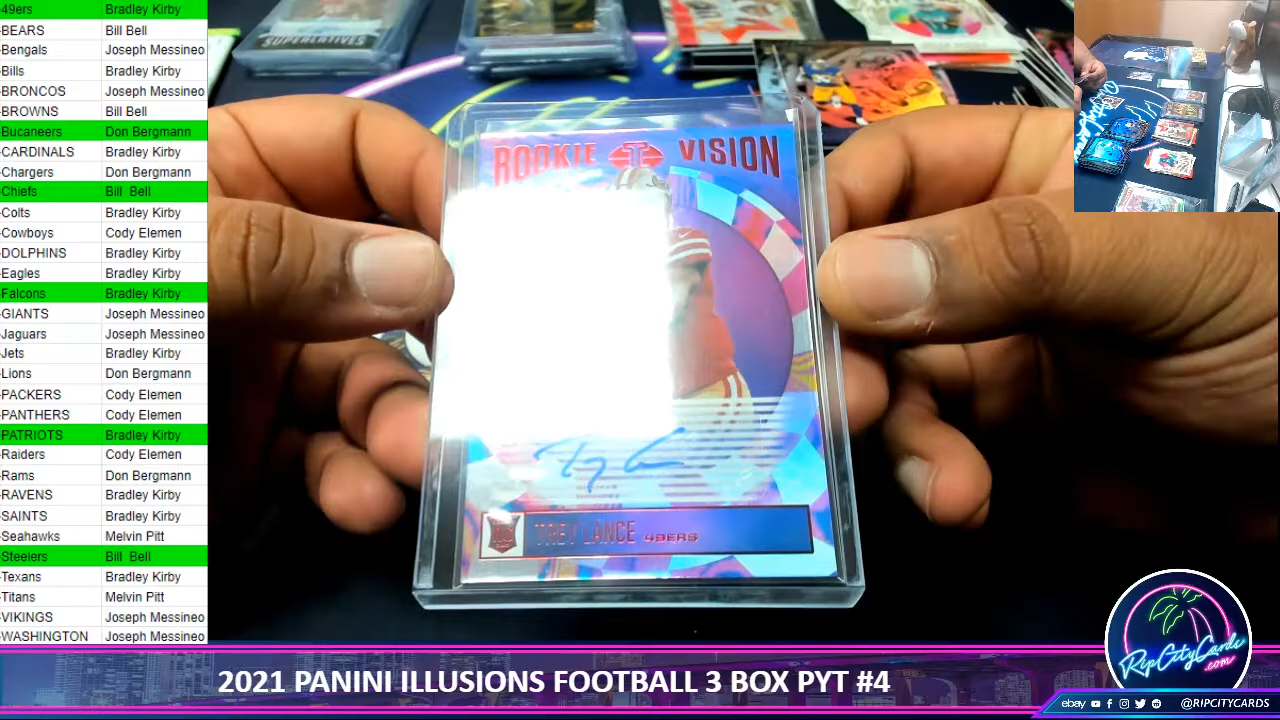 49ers Bradley Kirby
-BEARS Bill Bell
-Bengals Joseph Messineo
-Bills Bradley Kirby
-BRONCOS Joseph Messineo
-BROWNS Bill Bell
-Bucaneers Don Bergmann
-CARDINALS Bradley Kirby
-Chargers Don Bergmann
-Chiefs Bill Bell
-Colts Bradley Kirby
-Cowboys Cody Elemen
-DOLPHINS Bradley Kirby
-Eagles Bradley Kirby
-Falcons Bradley Kirby
-GIANTS Joseph Messineo
-Jaguars Joseph Messineo
-Jets Bradley Kirby
-Lions Don Bergmann
-PACKERS Cody Elemen
-PANTHERS Cody Elemen
-PATRIOTS Bradley Kirby
-Raiders Cody Elemen
-Rams Don Bergmann
-RAVENS Bradley Kirby
-SAINTS Bradley Kirby
-Seahawks Melvin Pitt
-Steelers Bill Bell
-Texans Bradley Kirby
-Titans Melvin Pitt
-VIKINGS Joseph Messineo
-WASHINGTON Joseph Messineo
SUPERLATIVES
ROOKIE VISION
TREY LANCE 49ERS
RipCityCards
.com
2021 PANINI ILLUSIONS FOOTBALL 3 BOX PYT #4
ebay @RIPCITYCARDS